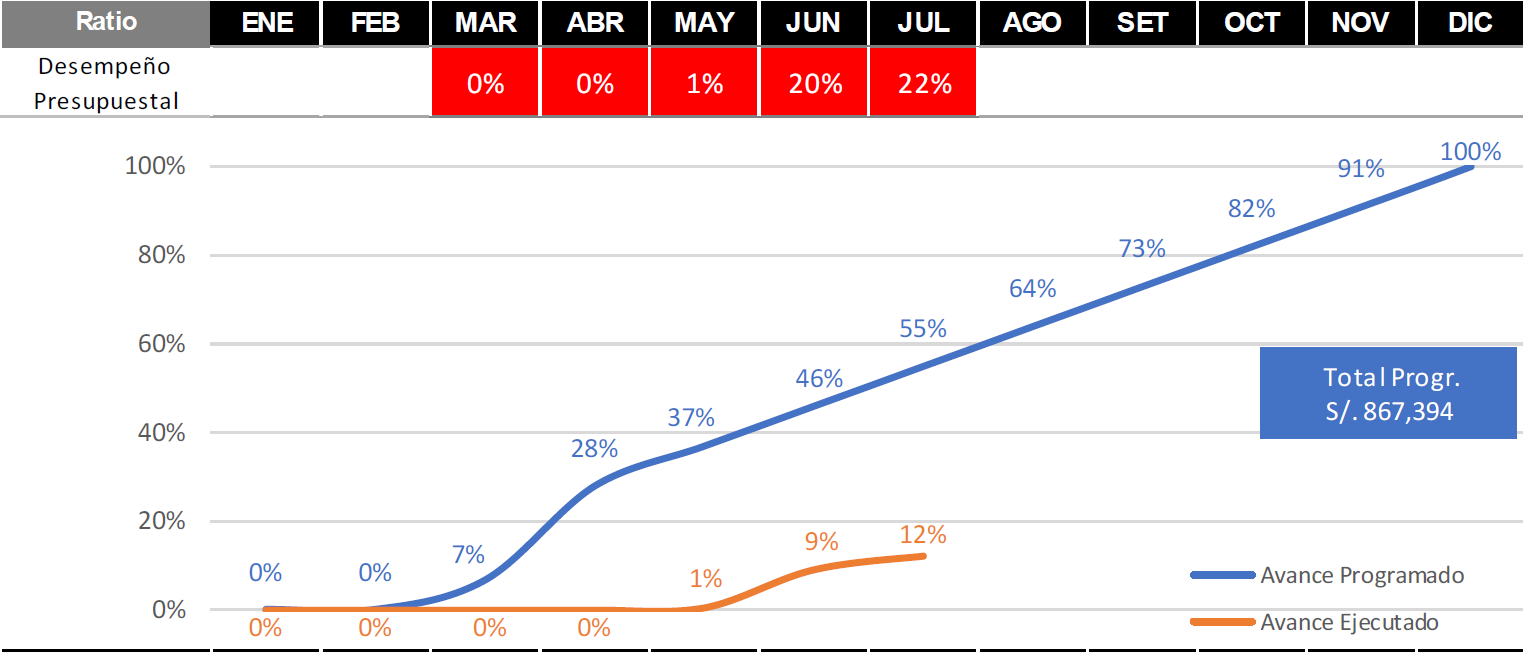 Ratio ENE FEB MAR ABR MAY JUN JUL AGO SET OCT NOV DIC
Desempeño
Presupuestal
0% 0% 1% 20% 22%
100%
80%
60%
40%
20%
0%
0% 0% 7% 28% 37% 46% 55% 64% 73% 82% 91% 100%
0% 0% 0% 0% 1% 9% 12%
Total Progr.
S/. 867,394
Avance Programado
Avance Ejecutado